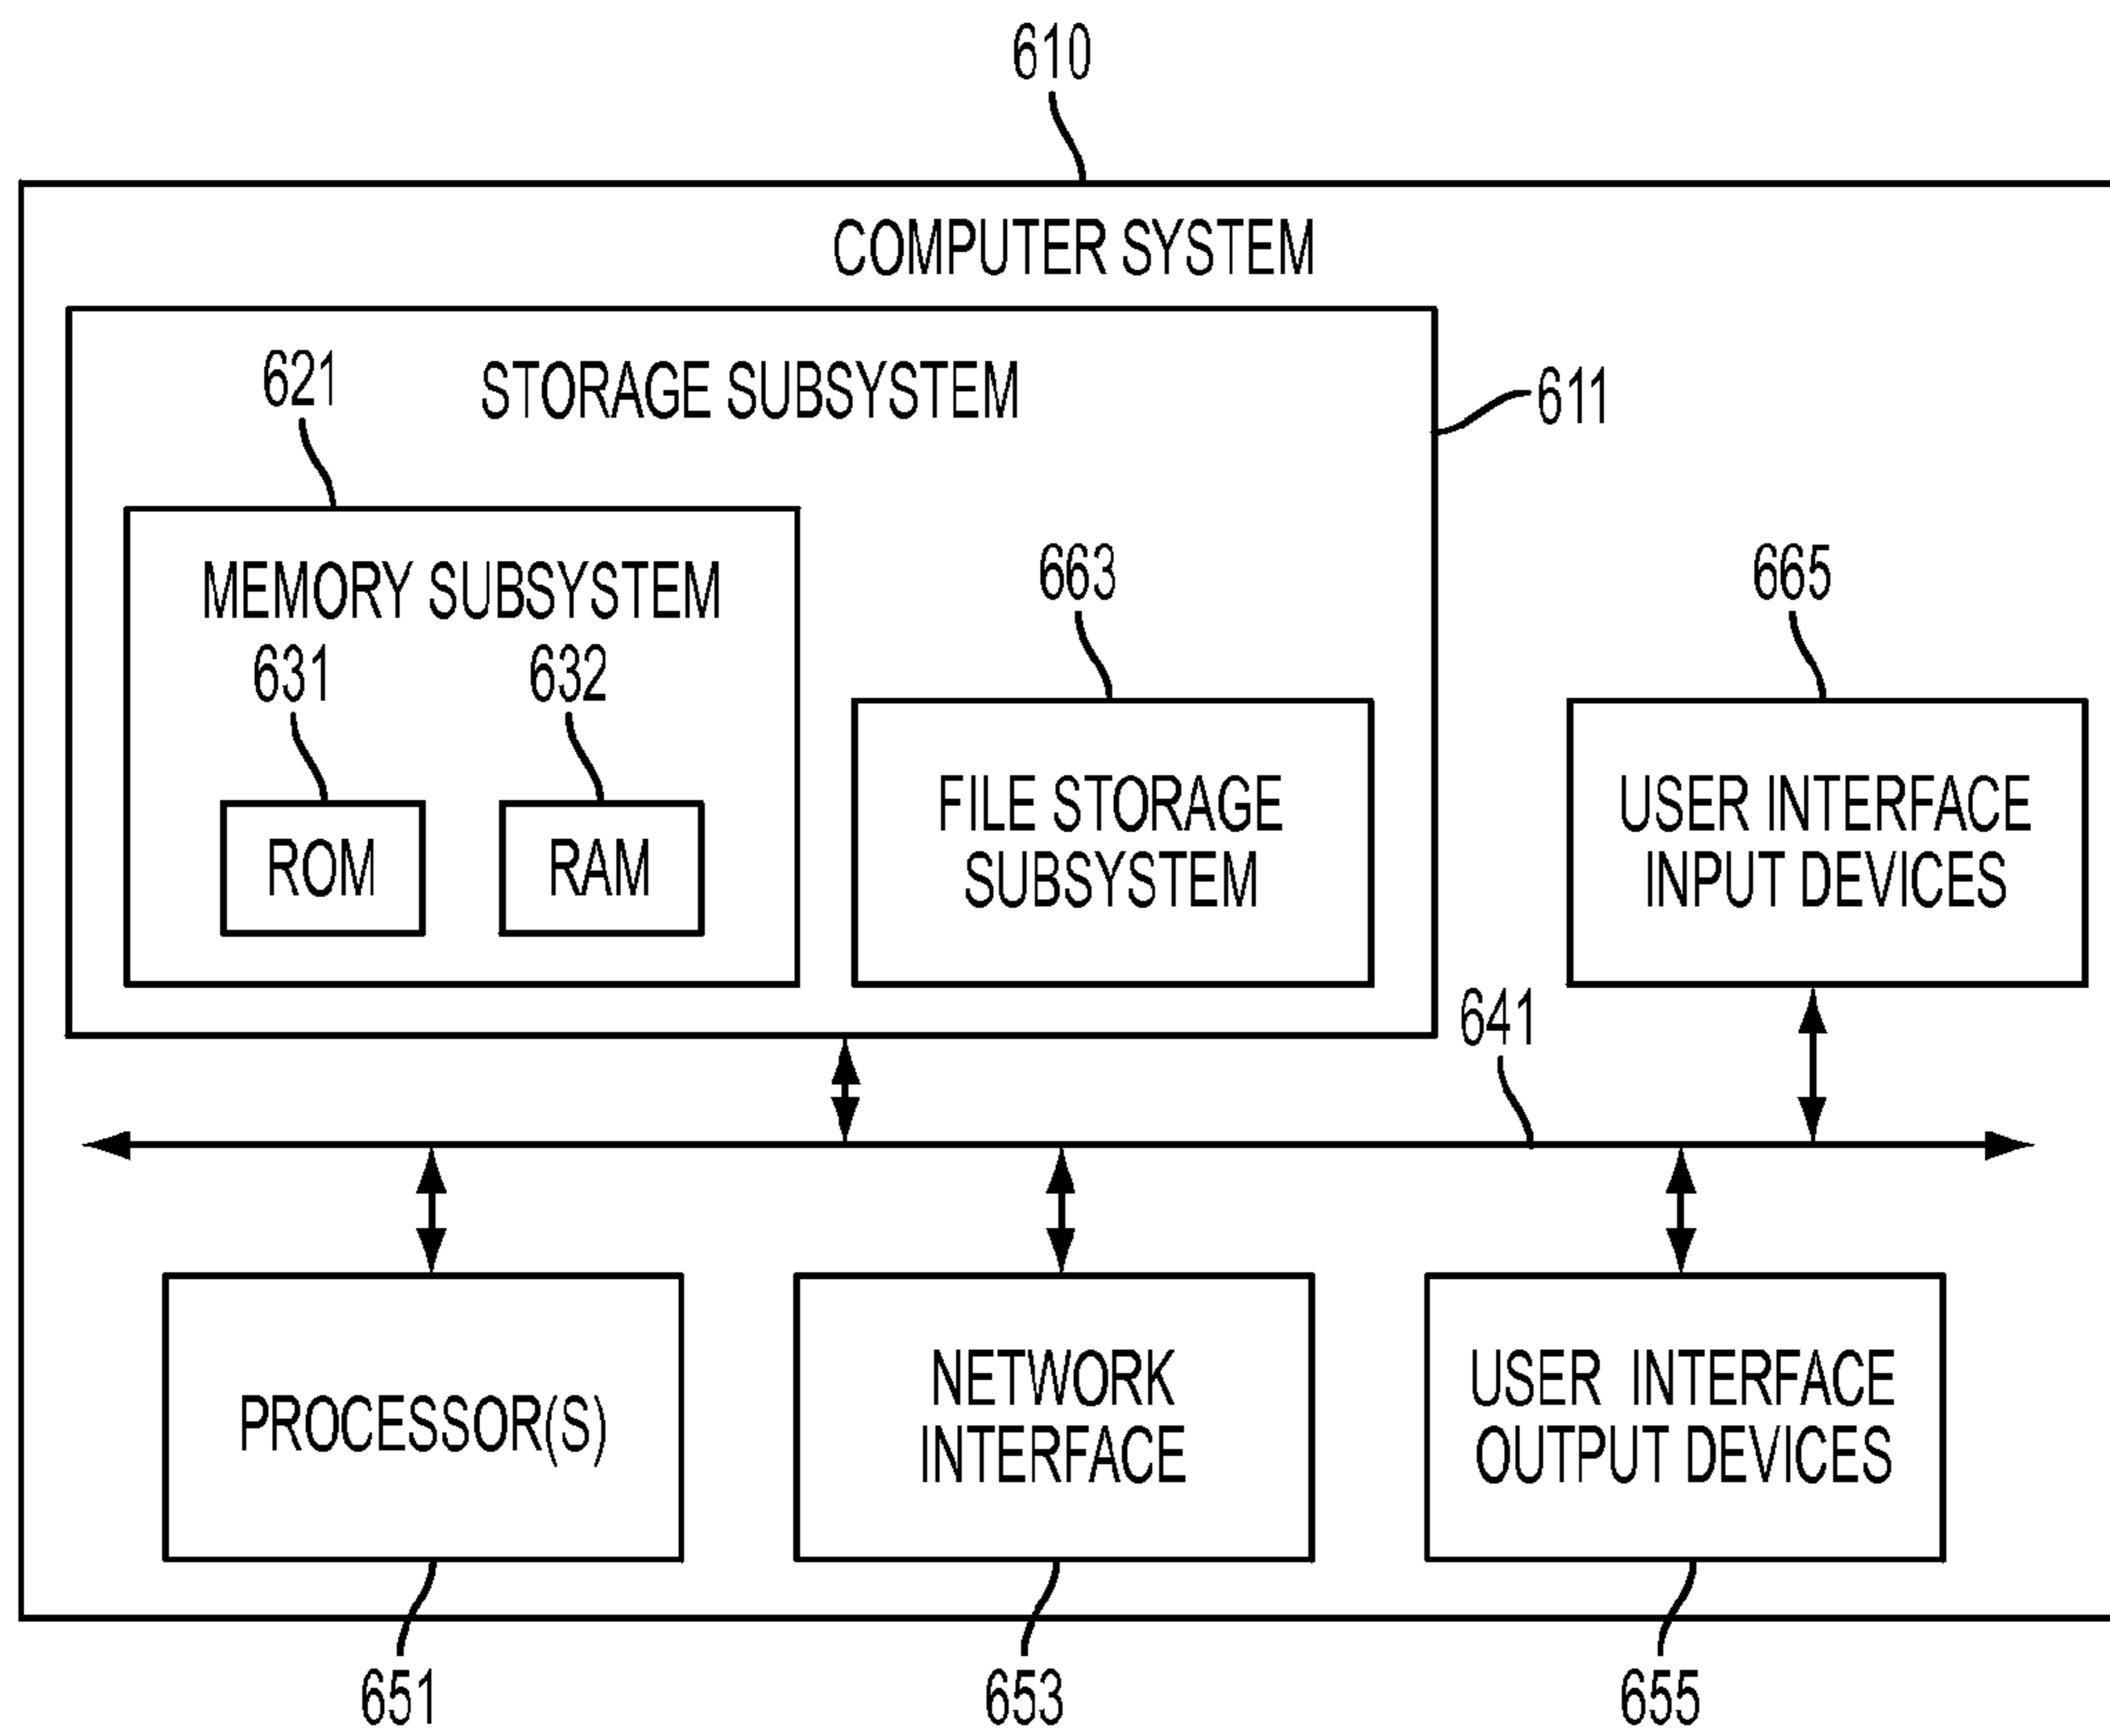 610
COMPUTER SYSTEM
STORAGE SUBSYSTEM
611
621
MEMORY SUBSYSTEM
631
632
ROM
RAM
663
FILE STORAGE
SUBSYSTEM
665
USER INTERFACE
INPUT DEVICES
641
PROCESSOR(S)
NETWORK
INTERFACE
USER INTERFACE
OUTPUT DEVICES
651
653
655